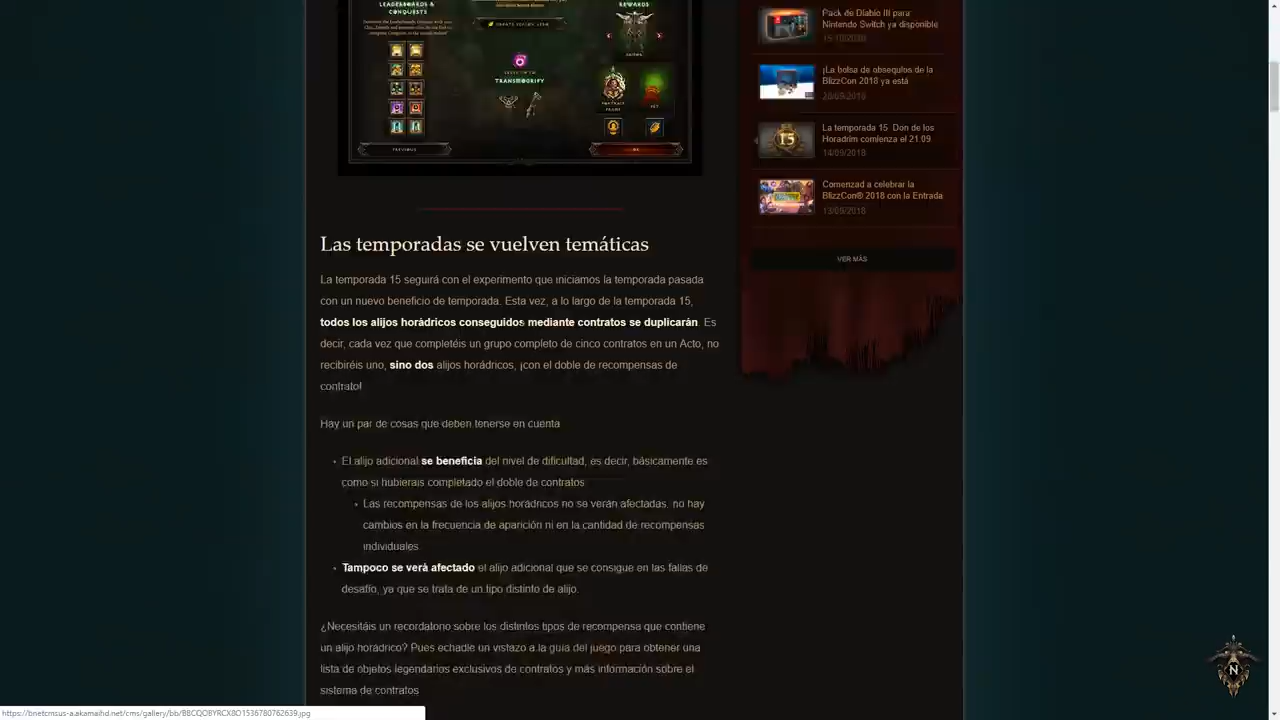 LEADERBOARDS &
CONQUESTS
REWARDS
TRANSMOGRIFY
PET
PREVIOUS
Las temporadas se vuelven temáticas
La temporada 15 seguirá con el experimento que iniciamos la temporada pasada
con un nuevo beneficio de temporada. Esta vez, a lo largo de la temporada 15,
todos los alijos horádricos conseguidos mediante contratos se duplicarán. Es
decir, cada vez que completéis un grupo completo de cinco contratos en un Acto, no
recibiréis uno, sino dos alijos horádricos, ¡con el doble de recompensas de
contrato!
Hay un par de cosas que deben tenerse en cuenta
El alijo adicional se beneficia del nivel de dificultad, es decir, básicamente es
como si hubierais completado el doble de contratos
Las recompensas de los alijos horádricos no se verán afectadas. no hay
cambios en la frecuencia de aparición ni en la cantidad de recompensas
individuales
Tampoco se verá afectado el alijo adicional que se consigue en las fallas de
desafío, ya que se trata de un tipo distinto de alijo.
¿Necesitáis un recordatorio sobre los distintos tipos de recompensa que contiene
un alijo horádrico? Pues echadle un vistazo a la guía del juego para obtener una
lista de objetos legendarios exclusivos de contratos y más información sobre el
sistema de contratos
Pack de Diablo III para
Nintendo Switch ya disponible
¡La bolsa de obsequios de la
BlizzCon 2018 ya está
15
La temporada 15 Don de los
Horadrim comienza el 21.09
14/09/2018
Comenzad a celebrar la
BlizzCon® 2018 con la Entrada
VER MÁS
N